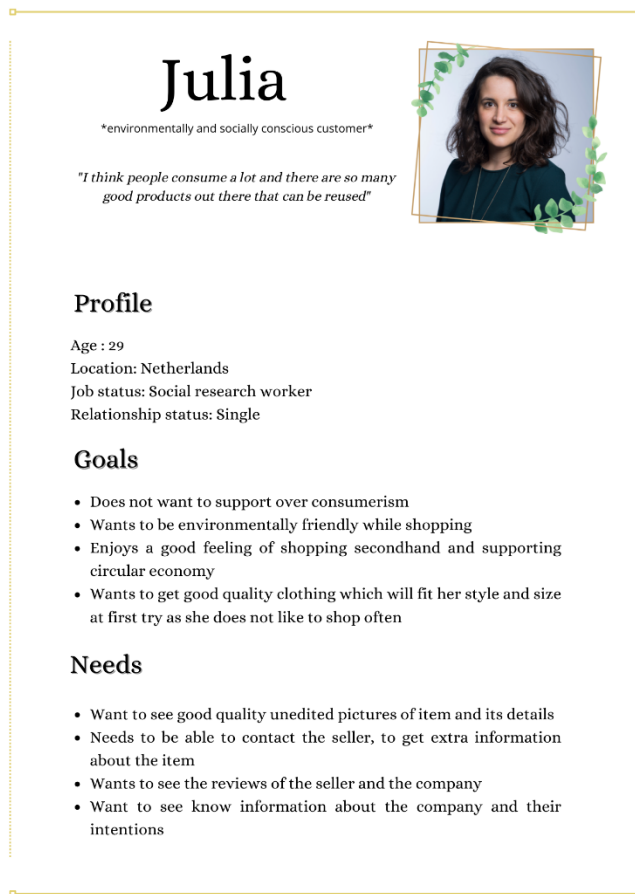 Julia
*environmentally and socially conscious customer*
"I think people consume a lot and there are so many
good products out there that can be reused"
Profile
Age : 29
Location: Netherlands
Job status: Social research worker
Relationship status: Single
Goals
• Does not want to support over consumerism
• Wants to be environmentally friendly while shopping
• Enjoys a good feeling of shopping secondhand and supporting
circular economy
• Wants to get good quality clothing which will fit her style and size
at first try as she does not like to shop often
Needs
• Want to see good quality unedited pictures of item and its details
• Needs to be able to contact the seller, to get extra information
about the item
• Wants to see the reviews of the seller and the company
• Want to see know information about the company and their
intentions